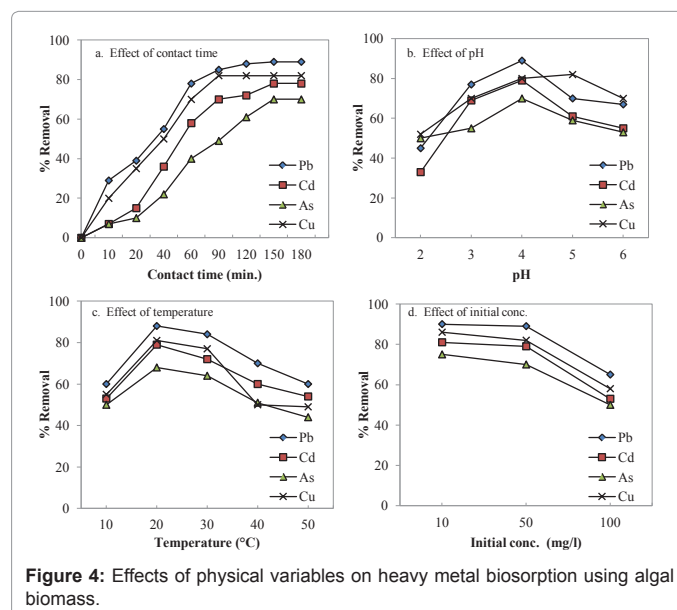 a. Effect of contact time
100
80
60
40
20
0
% Removal
0 10 20 40 60 90 120 150 180
Contact time (min.)
Pb
Cd
As
Cu
b. Effect of pH
100
80
60
40
20
0
% Removal
2 3 4 5 6
pH
Pb
Cd
As
Cu
c. Effect of temperature
100
80
60
40
20
0
% Removal
10 20 30 40 50
Temperature (°C)
Pb
Cd
As
Cu
d. Effect of initial conc.
100
80
60
40
20
0
% Removal
10 50 100
Initial conc. (mg/l)
Pb
Cd
As
Cu
Figure 4: Effects of physical variables on heavy metal biosorption using algal
biomass.